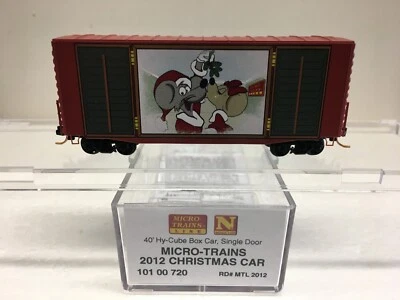 MICRO-TRAINS
LINE
N
40' Hy-Cube Box Car, Single Door
MICRO-TRAINS
2012 CHRISTMAS CAR
101 00 720
RD# MTL 2012